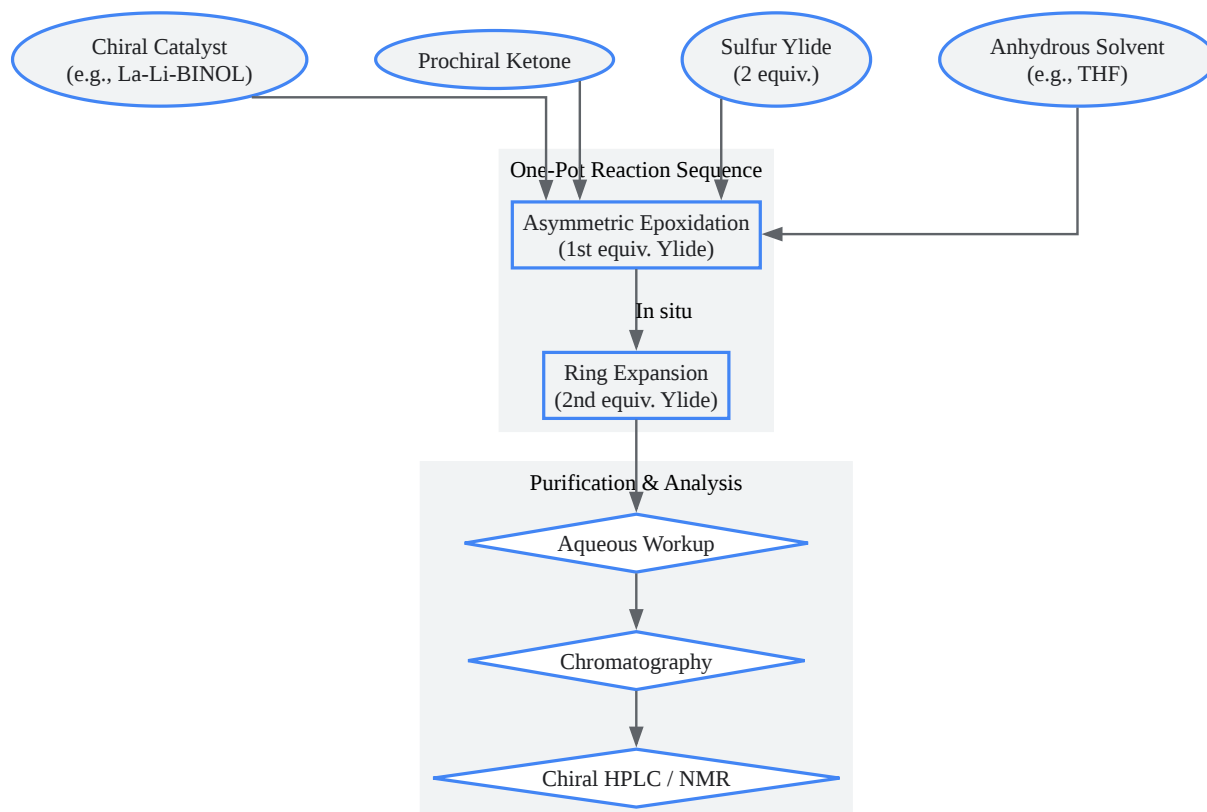 Chiral Catalyst
(e.g., La-Li-BINOL)
Prochiral Ketone
Sulfur Ylide
(2 equiv.)
Anhydrous Solvent
(e.g., THF)
One-Pot Reaction Sequence
Asymmetric Epoxidation
(1st equiv. Ylide)
In situ
Ring Expansion
(2nd equiv. Ylide)
Purification & Analysis
Aqueous Workup
Chromatography
Chiral HPLC / NMR